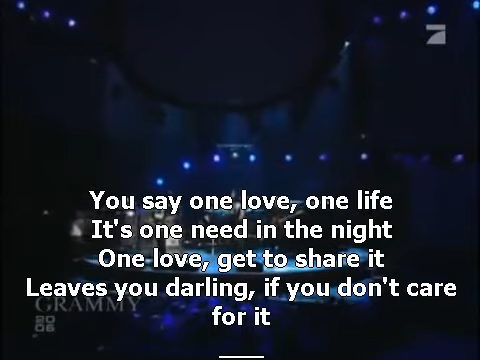 You say one love, one life
It's one need in the night
One love, get to share it
Leaves you darling, if you don't care
for it
GRAMMY
2006